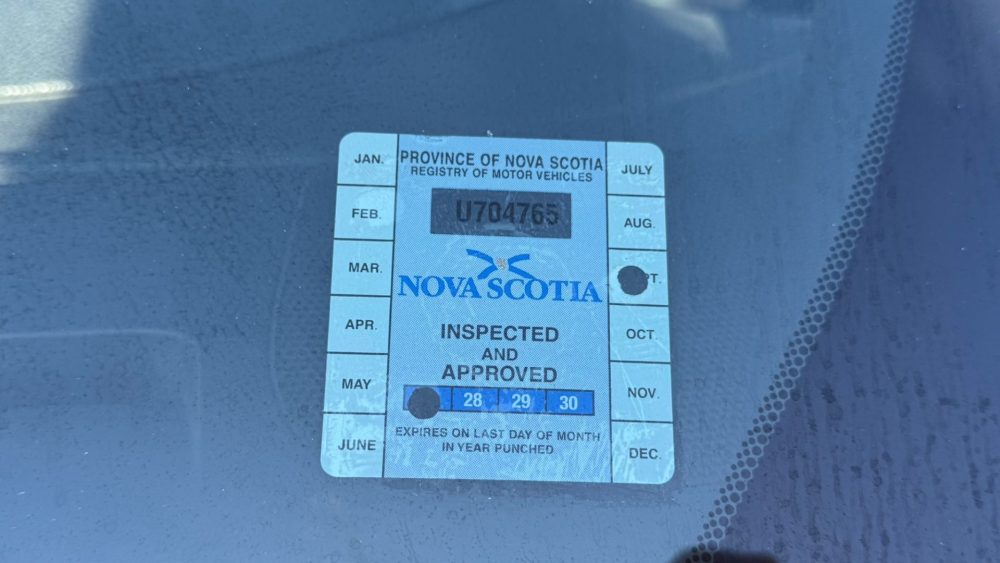 PROVINCE OF NOVA SCOTIA
REGISTRY OF MOTOR VEHICLES
U704765
NOVA SCOTIA
INSPECTED
AND
APPROVED
28 29 30
EXPIRES ON LAST DAY OF MONTH
IN YEAR PUNCHED
JAN.
FEB.
MAR.
APR.
MAY
JUNE
JULY
AUG.
OCT.
NOV.
DEC.